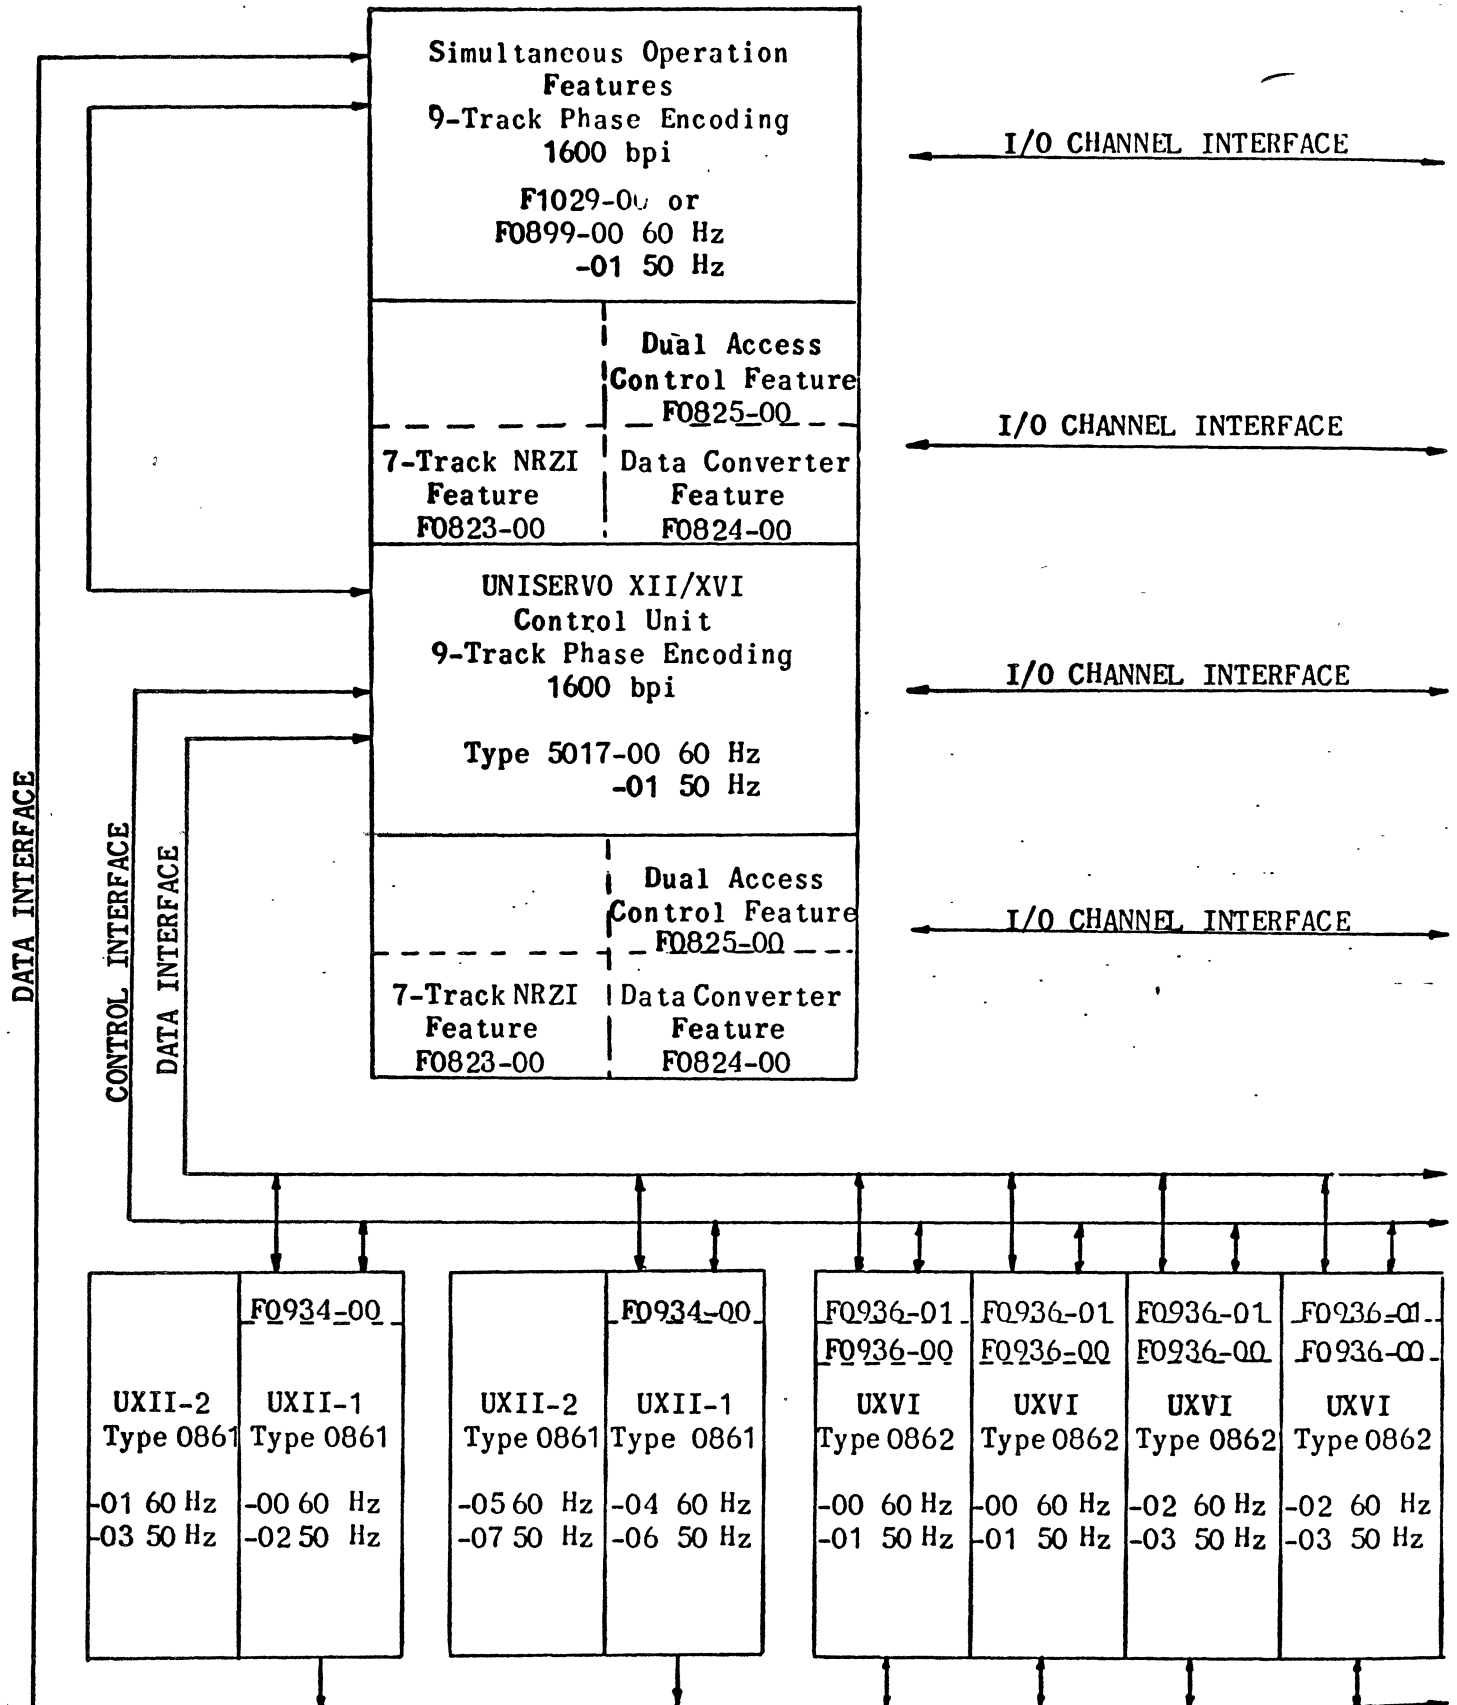 Simultaneous Operation
Features
9-Track Phase Encoding
1600 bpi
F1029-00 or
F0899-00 60 Hz
-01 50 Hz
Dual Access
Control Feature
F0825-00
7-Track NRZI
Feature
F0823-00
Data Converter
Feature
F0824-00
UNISERVO XII/XVI
Control Unit
9-Track Phase Encoding
1600 bpi
Type 5017-00 60 Hz
-01 50 Hz
Dual Access
Control Feature
F0825-00
7-Track NRZI
Feature
F0823-00
Data Converter
Feature
F0824-00
I/O CHANNEL INTERFACE
I/O CHANNEL INTERFACE
I/O CHANNEL INTERFACE
I/O CHANNEL INTERFACE
DATA INTERFACE
CONTROL INTERFACE
DATA INTERFACE
UXII-2
Type 0861
-01 60 Hz
-03 50 Hz
F0934-00
UXII-1
Type 0861
-00 60 Hz
-02 50 Hz
UXII-2
Type 0861
-05 60 Hz
-07 50 Hz
F0934-00
UXII-1
Type 0861
-04 60 Hz
-06 50 Hz
F0936-01
F0936-00
UXVI
Type 0862
-00 60 Hz
-01 50 Hz
F0936-01
F0936-00
UXVI
Type 0862
-00 60 Hz
-01 50 Hz
F0936-01
F0936-00
UXVI
Type 0862
-02 60 Hz
-03 50 Hz
F0936-01
F0936-00
UXVI
Type 0862
-02 60 Hz
-03 50 Hz